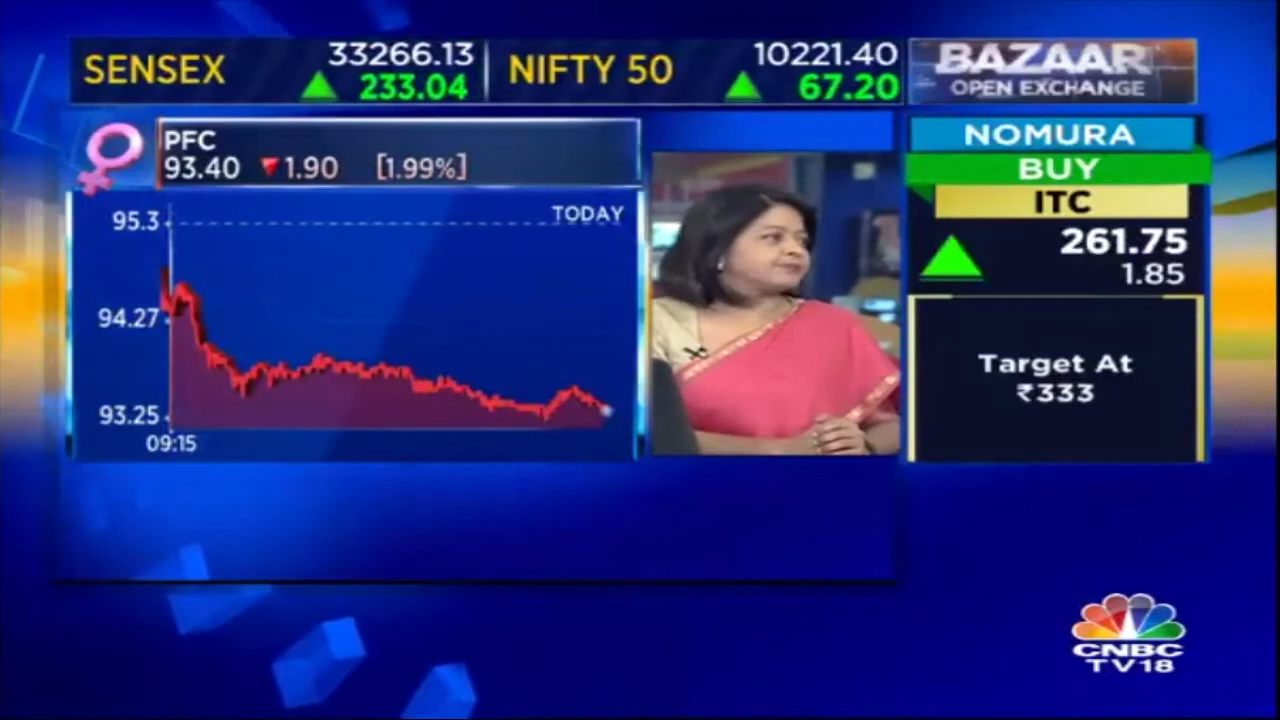 SENSEX
33266.13
▲ 233.04
NIFTY 50
10221.40
▲ 67.20
BAZAAR
OPEN EXCHANGE
PFC
93.40 ▼1.90 [1.99%]
TODAY
95.3
94.27
93.25
09:15
NOMURA
BUY
ITC
261.75
1.85
Target At
₹333
CNBC
TV18